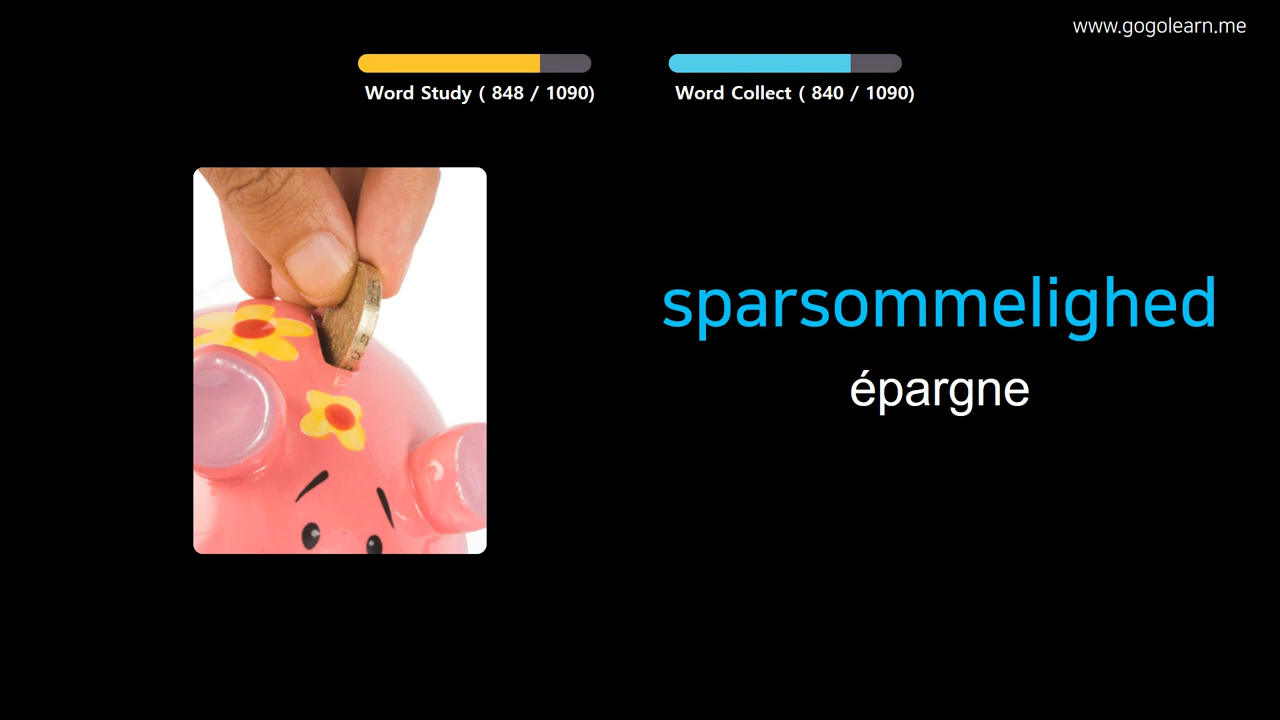 www.gogolearn.me
Word Study ( 848 / 1090)
Word Collect ( 840 / 1090)
sparsommelighed
épargne